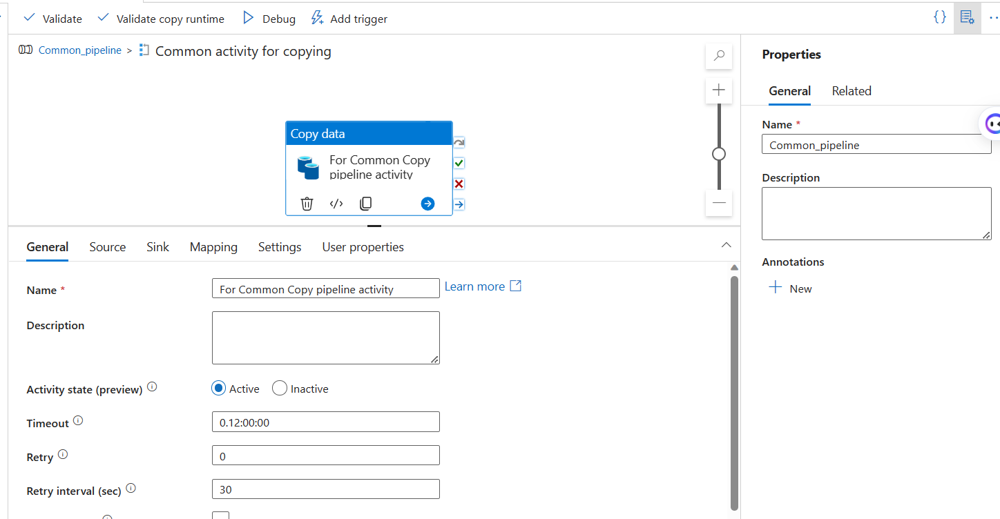 Validate Validate copy runtime Debug Add trigger
Common_pipeline > Common activity for copying
Copy data
For Common Copy
pipeline activity
General Source Sink Mapping Settings User properties
Name * For Common Copy pipeline activity Learn more
Description
Activity state (preview) Active Inactive
Timeout 0.12:00:00
Retry 0
Retry interval (sec) 30
Properties
General Related
Name *
Common_pipeline
Description
Annotations
New